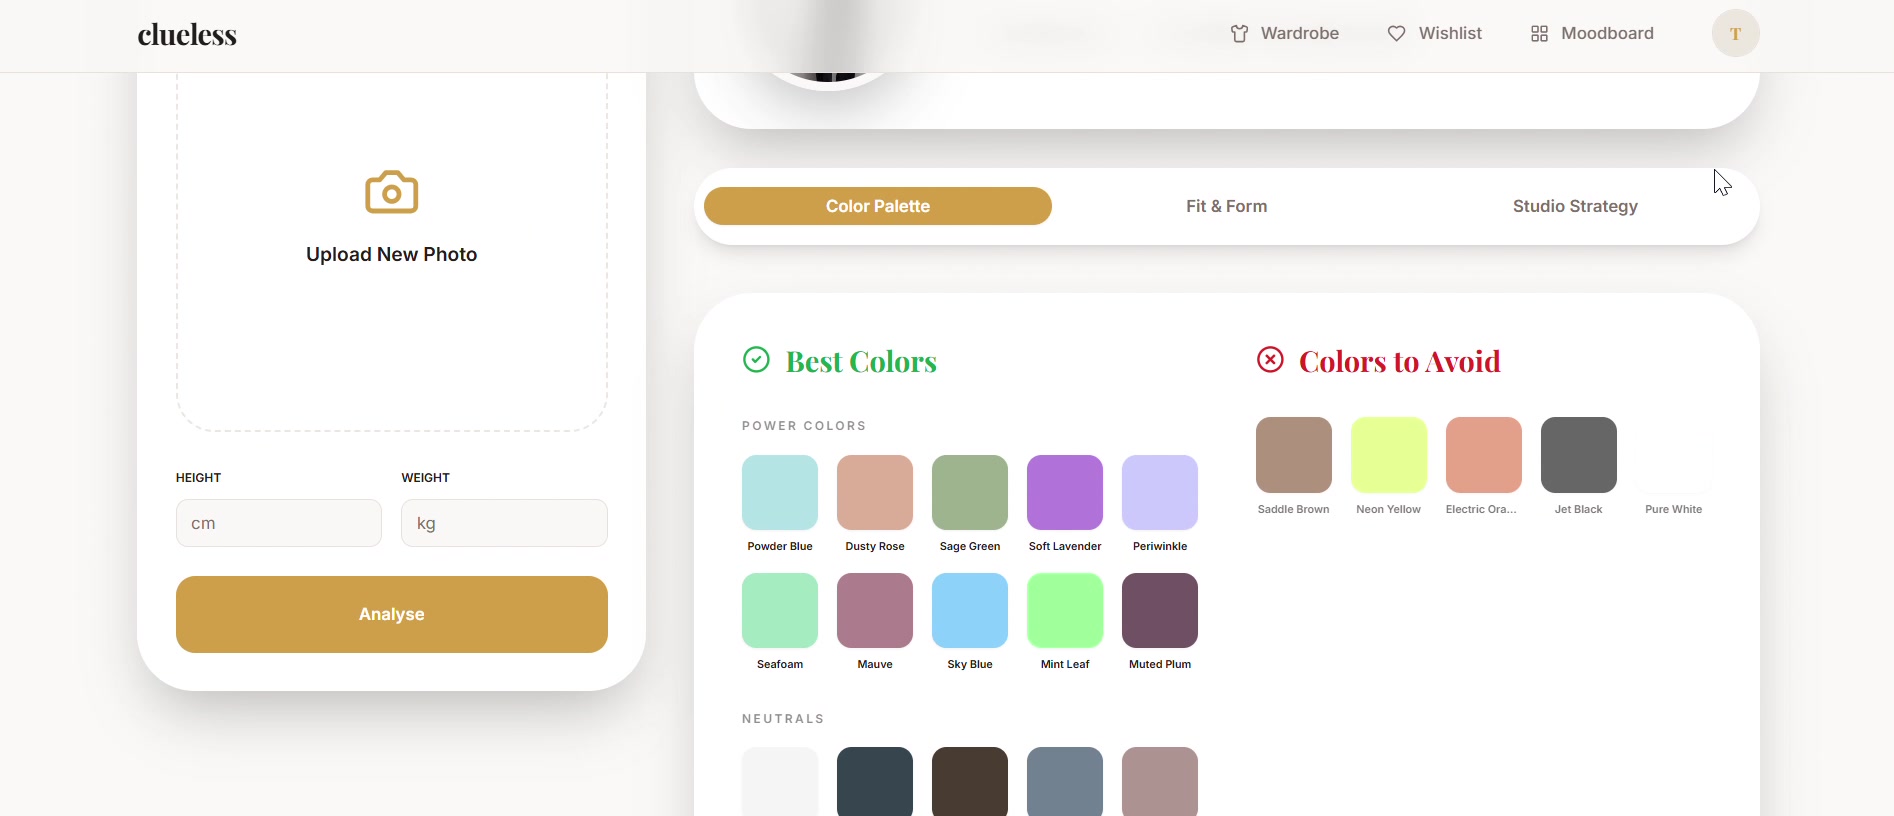 clueless
Wardrobe
Wishlist
Moodboard
T
Upload New Photo
HEIGHT
WEIGHT
cm
kg
Analyse
Color Palette
Fit & Form
Studio Strategy
Best Colors
POWER COLORS
Powder Blue
Dusty Rose
Sage Green
Soft Lavender
Periwinkle
Seafoam
Mauve
Sky Blue
Mint Leaf
Muted Plum
NEUTRALS
Colors to Avoid
Saddle Brown
Neon Yellow
Electric Ora...
Jet Black
Pure White